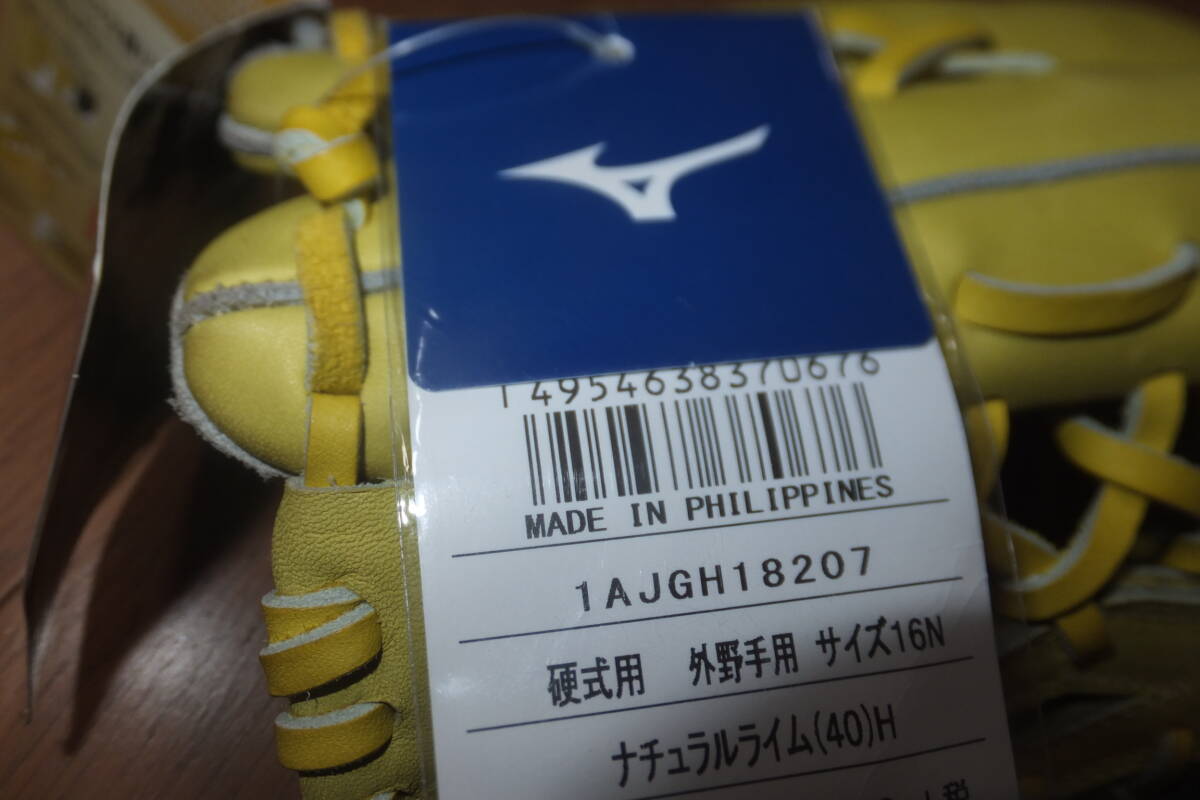 4954638370676
MADE IN PHILIPPINES
1AJGH18207
硬式用 外野手用 サイズ16N
ナチュラルライム(40)H
税